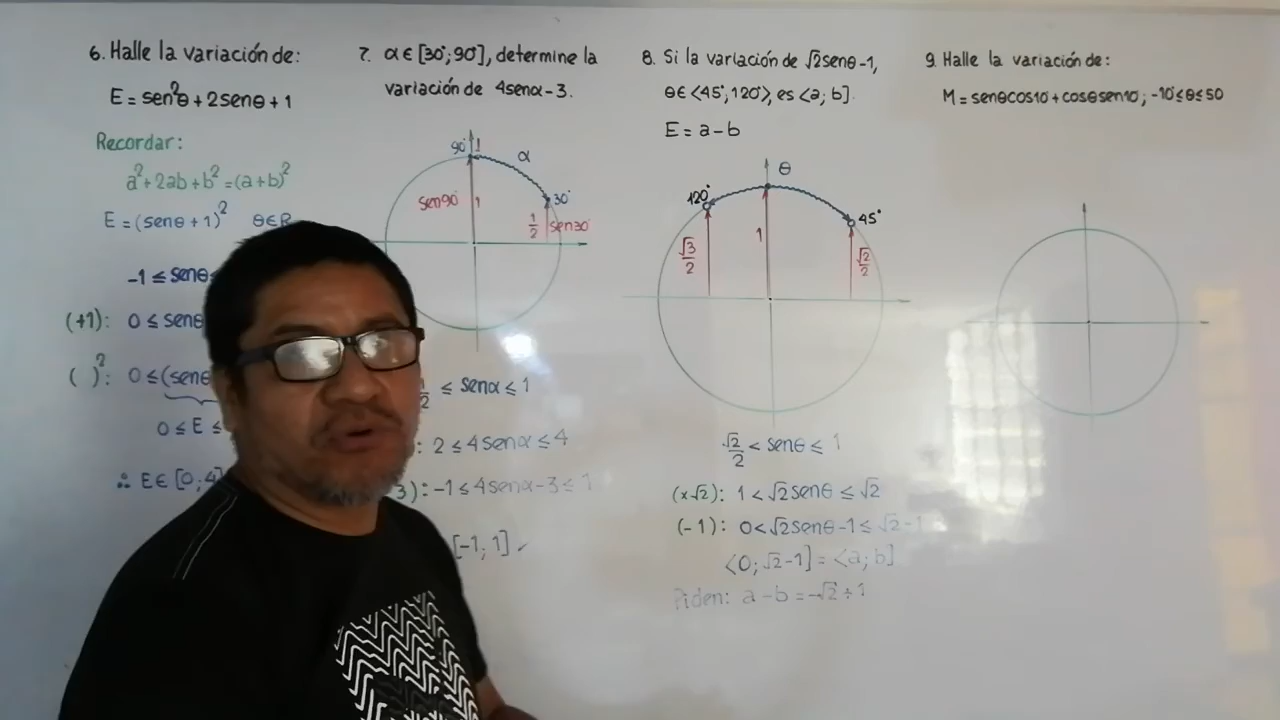 6. Halle la variación de:
E = sen²θ + 2senθ + 1
Recordar:
a² + 2ab + b² = (a+b)²
E = (senθ + 1)² θ∈R
-1 ≤ senθ
(+1): 0 ≤ senθ
( )²: 0 ≤ (senθ
0 ≤ E ≤
∴ E∈ [0; 4]
7. α∈[30°; 90°], determine la
variación de 4senα-3.
90° 1 α
sen90° 1 30°
1/2 sen30°
1/2 ≤ senα ≤ 1
: 2 ≤ 4senα ≤ 4
3): -1 ≤ 4senα-3 ≤ 1
[-1; 1] ✓
8. Si la variación de √2senθ-1,
θ∈<45°; 120°>, es <a; b].
E = a-b
θ
120° 45°
√3/2 1 √2/2
√2/2 < senθ ≤ 1
(x√2): 1 < √2senθ ≤ √2
(-1): 0 < √2senθ-1 ≤ √2-1
<0; √2-1] = <a; b]
Piden: a-b = -√2+1
9. Halle la variación de:
M = senθcos10° + cosθsen10°; -10° ≤ θ ≤ 50